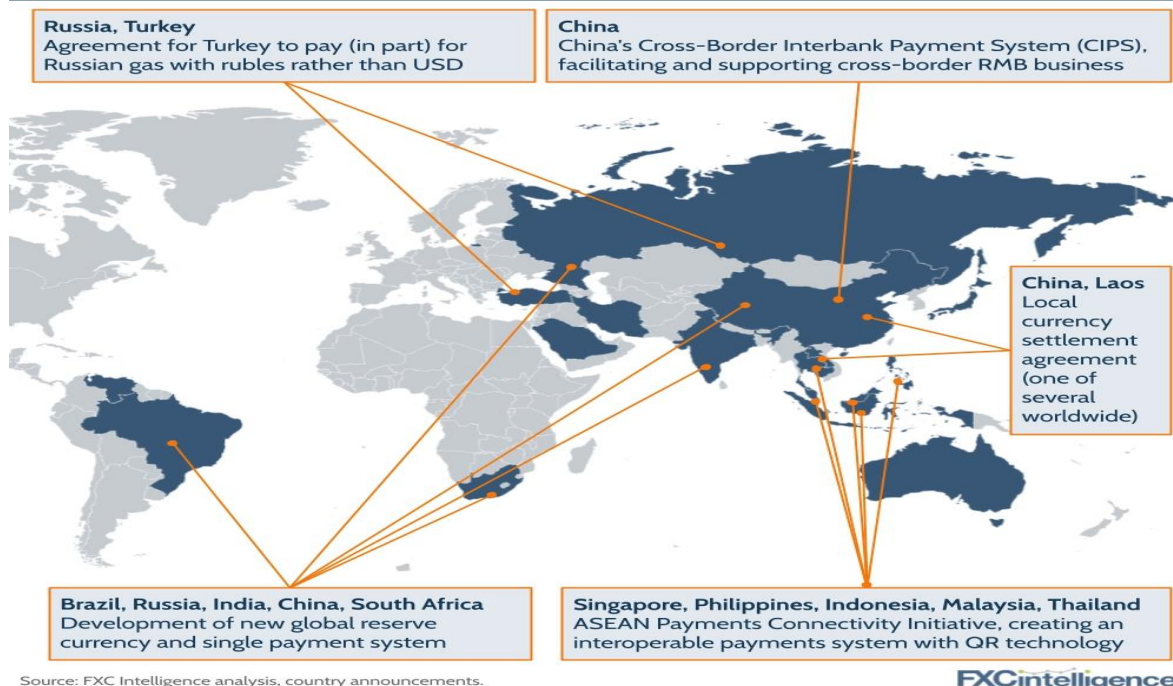 Russia, Turkey
Agreement for Turkey to pay (in part) for
Russian gas with rubles rather than USD
China
China's Cross-Border Interbank Payment System (CIPS),
facilitating and supporting cross-border RMB business
China, Laos
Local
currency
settlement
agreement
(one of
several
worldwide)
Brazil, Russia, India, China, South Africa
Development of new global reserve
currency and single payment system
Singapore, Philippines, Indonesia, Malaysia, Thailand
ASEAN Payments Connectivity Initiative, creating an
interoperable payments system with QR technology
Source: FXC Intelligence analysis, country announcements.
FXCintelligence